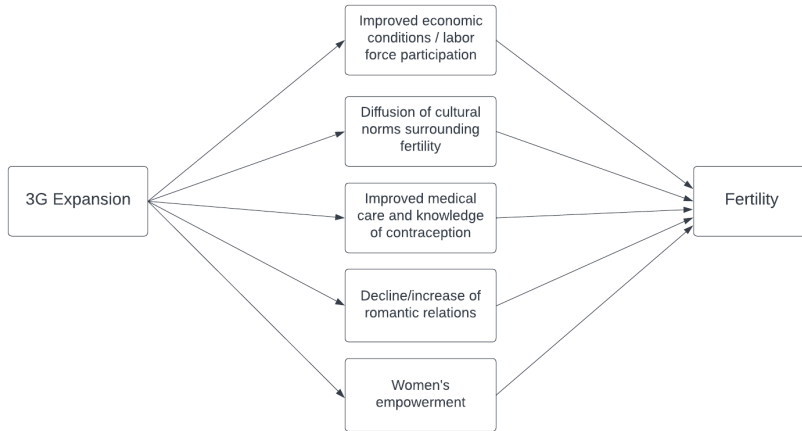 3G Expansion
Improved economic
conditions / labor
force participation
Diffusion of cultural
norms surrounding
fertility
Improved medical
care and knowledge
of contraception
Decline/increase of
romantic relations
Women's
empowerment
Fertility